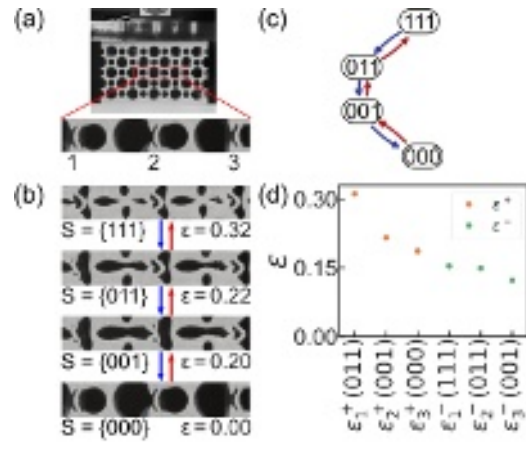 (a)
1 2 3
(b)
S = {111} ε = 0.32
S = {011} ε = 0.22
S = {001} ε = 0.20
S = {000} ε = 0.00
(c)
111
011
001
000
(d)
ε
0.30
0.15
0.00
ε⁺
ε⁻
ε₁⁺ (011)
ε₂⁺ (001)
ε₃⁺ (000)
ε₁⁻ (111)
ε₂⁻ (011)
ε₃⁻ (001)